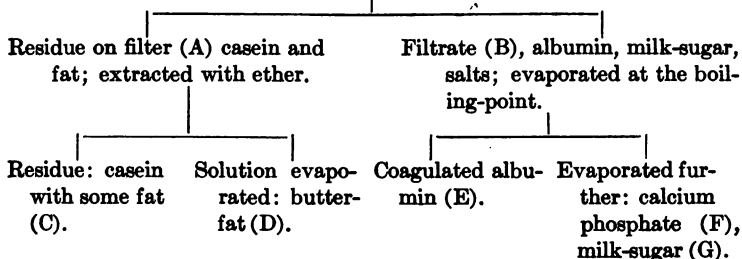 Residue on filter (A) casein and
fat; extracted with ether.
Filtrate (B), albumin, milk-sugar,
salts; evaporated at the boil-
ing-point.
Residue: casein
with some fat
(C).
Solution evapo-
rated: butter-
fat (D).
Coagulated albu-
min (E).
Evaporated fur-
ther: calcium
phosphate (F),
milk-sugar (G).